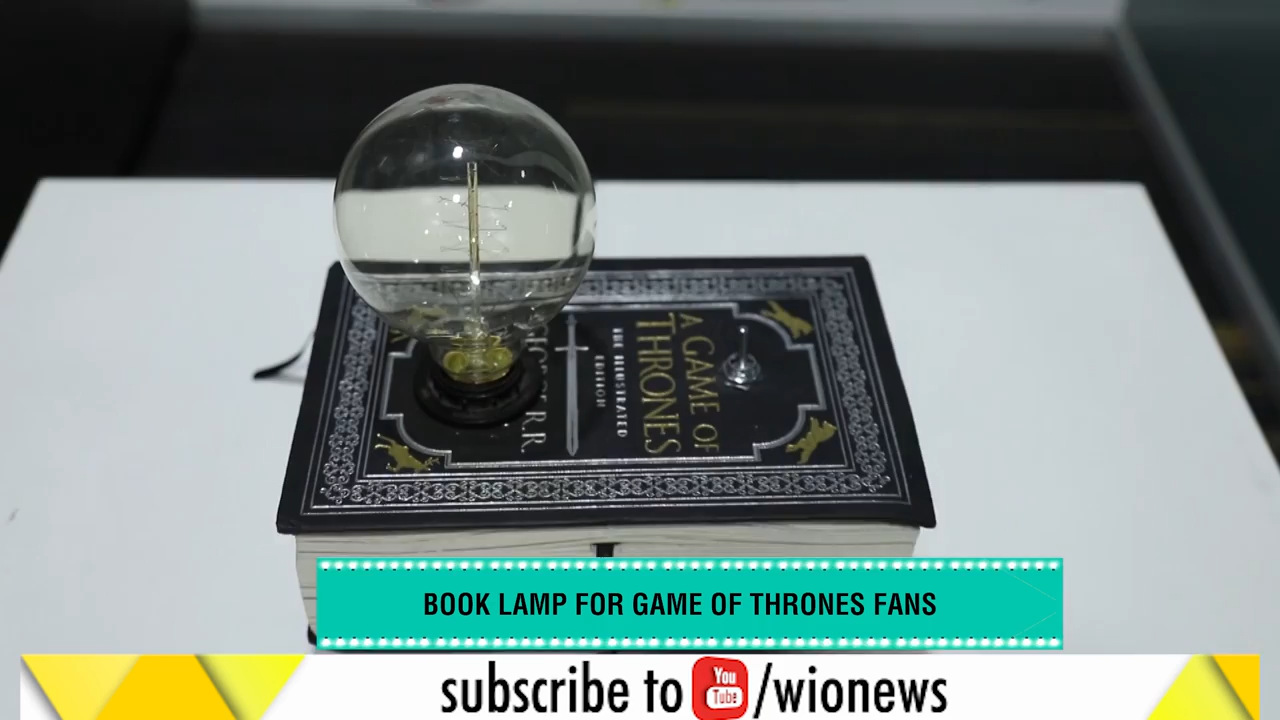 A GAME OF
THRONES
THE ILLUSTRATED
EDITION
R.R.
BOOK LAMP FOR GAME OF THRONES FANS
subscribe to You Tube /wionews